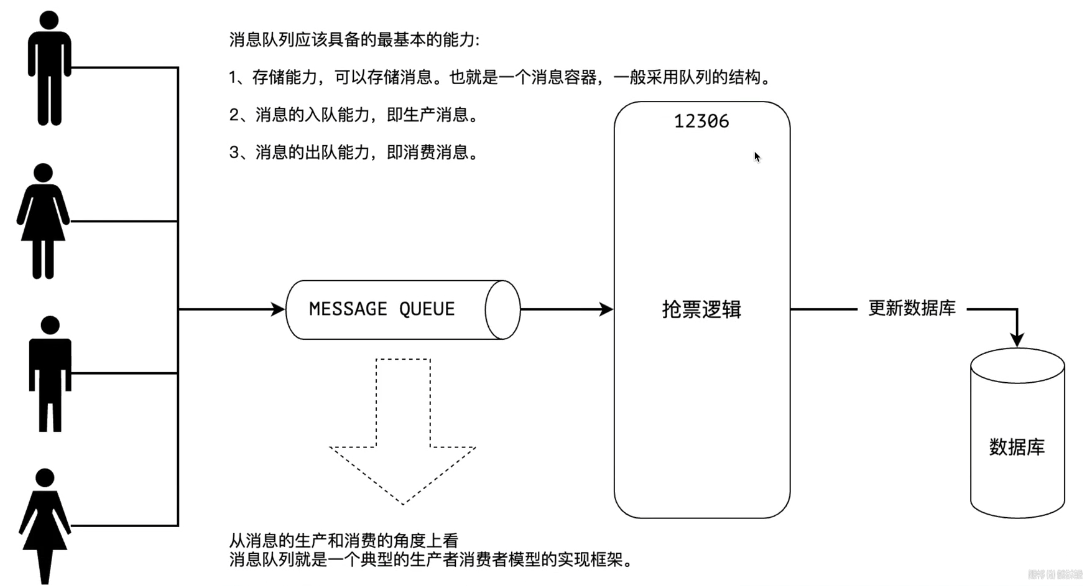 消息队列应该具备的最基本的能力:
1、存储能力，可以存储消息。也就是一个消息容器，一般采用队列的结构。
2、消息的入队能力，即生产消息。
3、消息的出队能力，即消费消息。
12306
MESSAGE QUEUE
抢票逻辑
更新数据库
数据库
从消息的生产和消费的角度上看
消息队列就是一个典型的生产者消费者模型的实现框架。